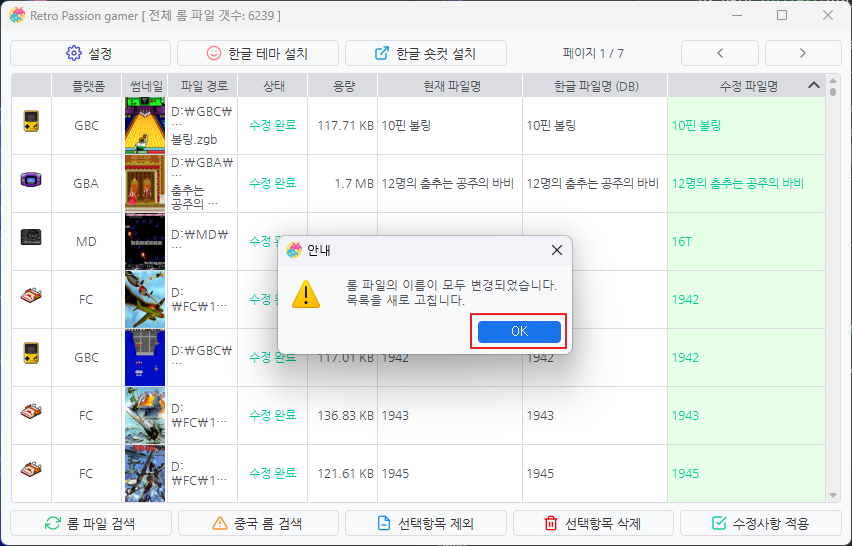 Retro Passion gamer [ 전체 롬 파일 갯수: 6239 ]
설정 한글 테마 설치 한글 숏컷 설치 페이지 1 / 7
플랫폼 썸네일 파일 경로 상태 용량 현재 파일명 한글 파일명 (DB) 수정 파일명
GBC D:₩GBC₩ 수정 완료 117.71 KB 10핀 볼링 10핀 볼링 10핀 볼링
…
볼링.zgb
GBA D:₩GBA₩ 수정 완료 1.7 MB 12명의 춤추는 공주의 바비 12명의 춤추는 공주의 바비 12명의 춤추는 공주의 바비
…
춤추는
공주의 …
MD D:₩MD₩ 수정 16T
…
안내
롬 파일의 이름이 모두 변경되었습니다.
목록을 새로 고칩니다.
OK
FC D: 수정 1942
₩FC₩1…
GBC D:₩GBC₩ 수정 완료 117.01 KB 1942 1942 1942
…
FC D: 수정 완료 136.83 KB 1943 1943 1943
₩FC₩1…
FC D: 수정 완료 121.61 KB 1945 1945 1945
₩FC₩1…
롬 파일 검색 중국 롬 검색 선택항목 제외 선택항목 삭제 수정사항 적용